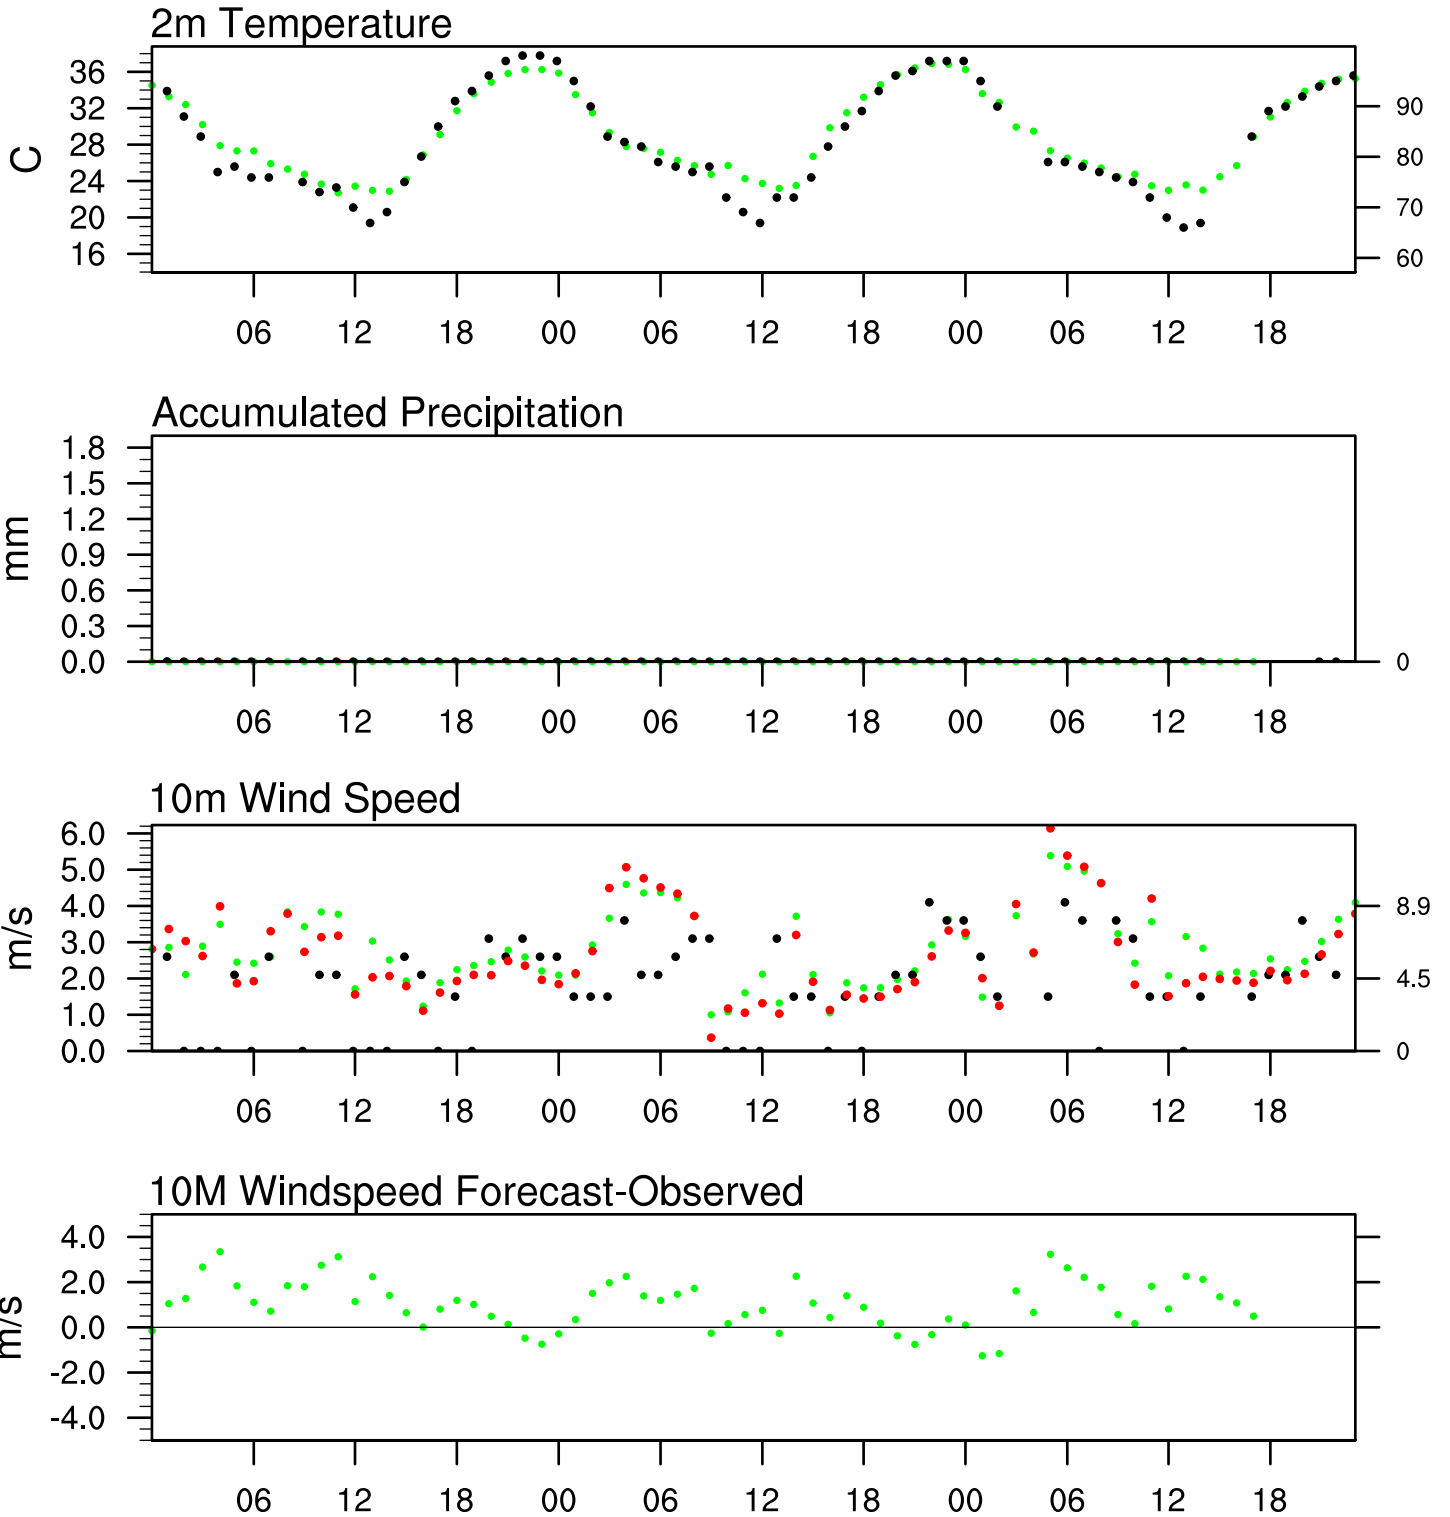 2m Temperature
36
32
28
24
20
16
C
90
80
70
60
06 12 18 00 06 12 18 00 06 12 18
Accumulated Precipitation
1.8
1.5
1.2
0.9
0.6
0.3
0.0
mm
0
06 12 18 00 06 12 18 00 06 12 18
10m Wind Speed
6.0
5.0
4.0
3.0
2.0
1.0
0.0
m/s
8.9
4.5
0
06 12 18 00 06 12 18 00 06 12 18
10M Windspeed Forecast-Observed
4.0
2.0
0.0
-2.0
-4.0
m/s
06 12 18 00 06 12 18 00 06 12 18